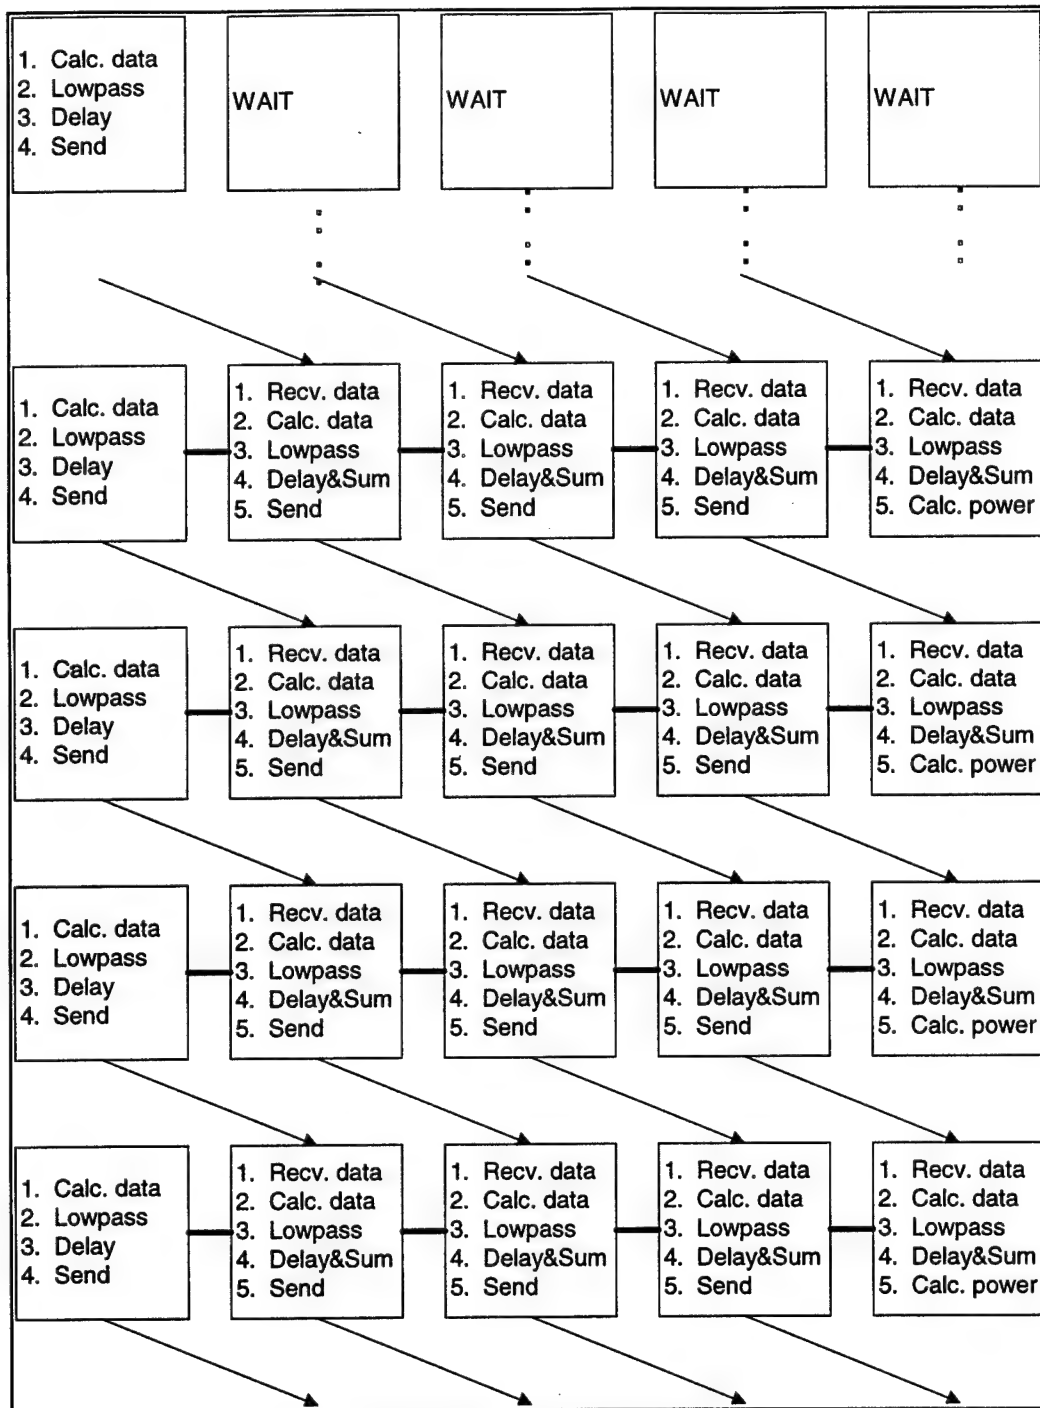 1. Calc. data
2. Lowpass
3. Delay
4. Send
WAIT
WAIT
WAIT
WAIT
1. Calc. data
2. Lowpass
3. Delay
4. Send
1. Recv. data
2. Calc. data
3. Lowpass
4. Delay&Sum
5. Send
1. Recv. data
2. Calc. data
3. Lowpass
4. Delay&Sum
5. Send
1. Recv. data
2. Calc. data
3. Lowpass
4. Delay&Sum
5. Send
1. Recv. data
2. Calc. data
3. Lowpass
4. Delay&Sum
5. Calc. power
1. Calc. data
2. Lowpass
3. Delay
4. Send
1. Recv. data
2. Calc. data
3. Lowpass
4. Delay&Sum
5. Send
1. Recv. data
2. Calc. data
3. Lowpass
4. Delay&Sum
5. Send
1. Recv. data
2. Calc. data
3. Lowpass
4. Delay&Sum
5. Send
1. Recv. data
2. Calc. data
3. Lowpass
4. Delay&Sum
5. Calc. power
1. Calc. data
2. Lowpass
3. Delay
4. Send
1. Recv. data
2. Calc. data
3. Lowpass
4. Delay&Sum
5. Send
1. Recv. data
2. Calc. data
3. Lowpass
4. Delay&Sum
5. Send
1. Recv. data
2. Calc. data
3. Lowpass
4. Delay&Sum
5. Send
1. Recv. data
2. Calc. data
3. Lowpass
4. Delay&Sum
5. Calc. power
1. Calc. data
2. Lowpass
3. Delay
4. Send
1. Recv. data
2. Calc. data
3. Lowpass
4. Delay&Sum
5. Send
1. Recv. data
2. Calc. data
3. Lowpass
4. Delay&Sum
5. Send
1. Recv. data
2. Calc. data
3. Lowpass
4. Delay&Sum
5. Send
1. Recv. data
2. Calc. data
3. Lowpass
4. Delay&Sum
5. Calc. power